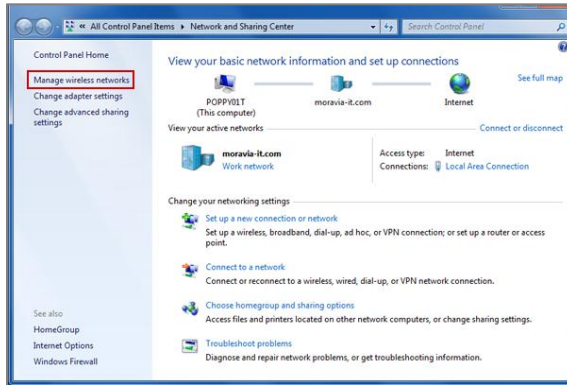 « All Control Panel Items ▸ Network and Sharing Center
Search Control Panel
Control Panel Home
Manage wireless networks
Change adapter settings
Change advanced sharing
settings
See also
HomeGroup
Internet Options
Windows Firewall
View your basic network information and set up connections
See full map
POPPY01T
(This computer)
moravia-it.com
Internet
View your active networks
Connect or disconnect
moravia-it.com
Work network
Access type: Internet
Connections: Local Area Connection
Change your networking settings
Set up a new connection or network
Set up a wireless, broadband, dial-up, ad hoc, or VPN connection; or set up a router or access
point.
Connect to a network
Connect or reconnect to a wireless, wired, dial-up, or VPN network connection.
Choose homegroup and sharing options
Access files and printers located on other network computers, or change sharing settings.
Troubleshoot problems
Diagnose and repair network problems, or get troubleshooting information.